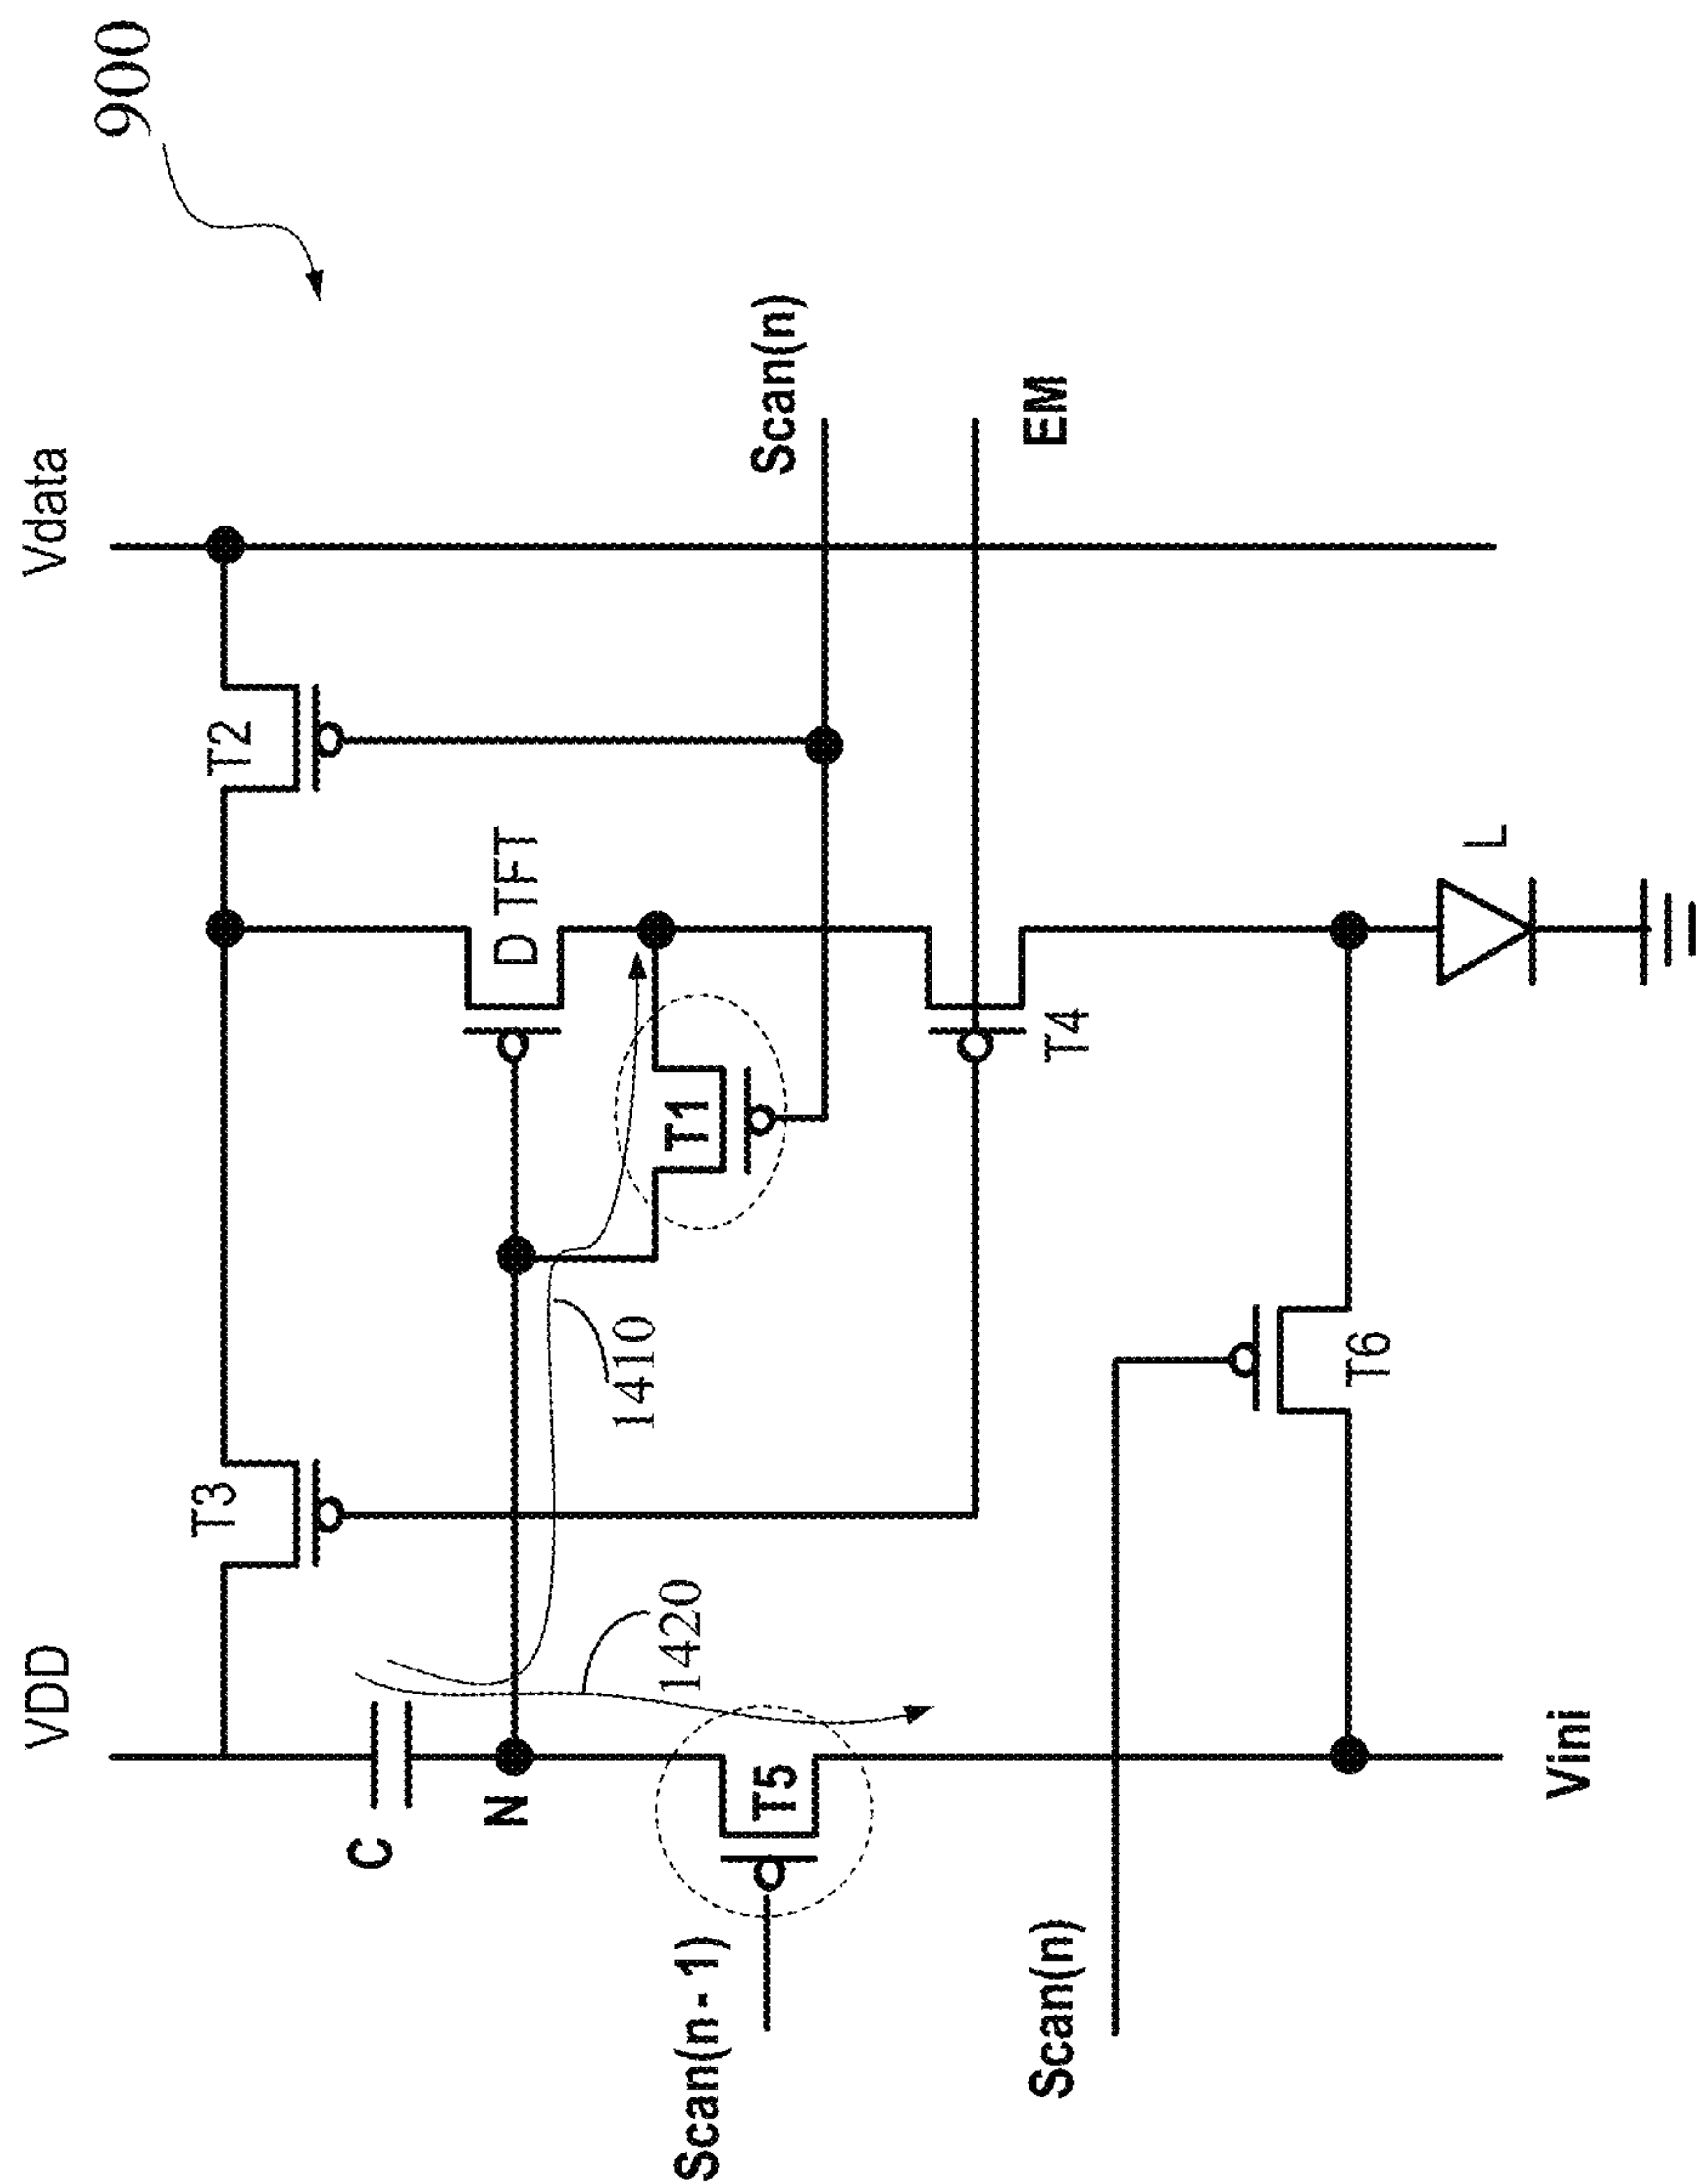 900
Vdata
VDD
Scan(n)
EM
T2
T3
D TFT
T1
T4
L
1410
1420
C
N
T5
T6
Scan(n-1)
Scan(n)
Vini